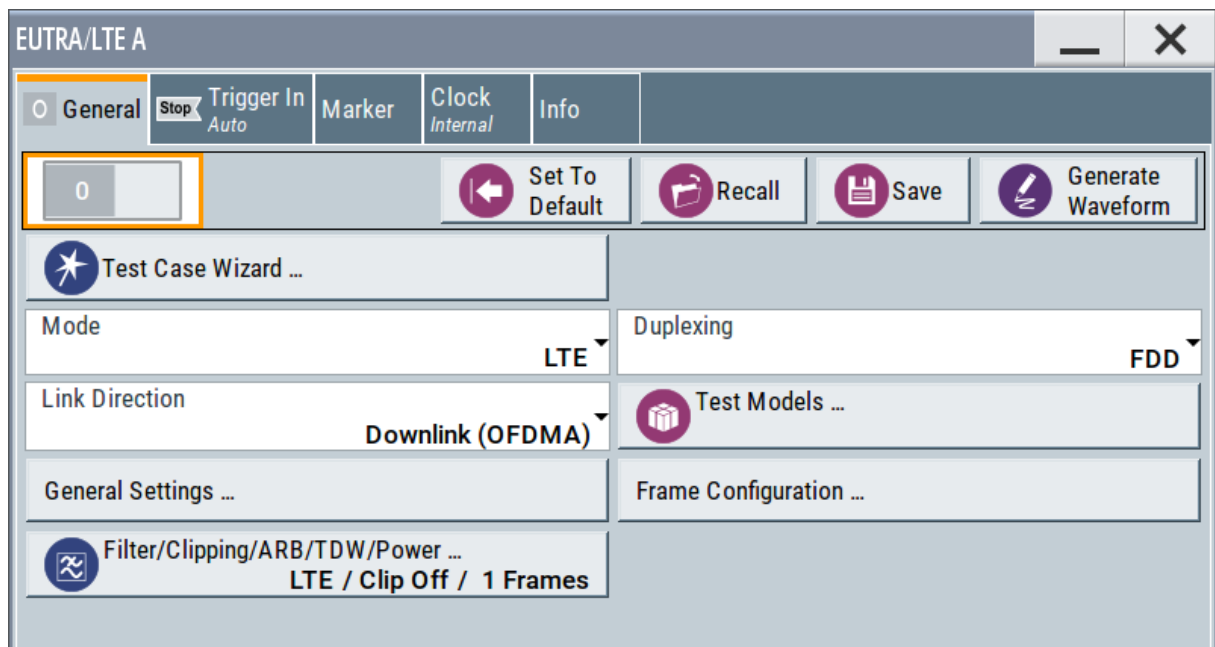 EUTRA/LTE A
0 General
Stop Trigger In
Auto
Marker
Clock
Internal
Info
0
Set To
Default
Recall
Save
Generate
Waveform
Test Case Wizard ...
Mode
LTE
Duplexing
FDD
Link Direction
Downlink (OFDMA)
Test Models ...
General Settings ...
Frame Configuration ...
Filter/Clipping/ARB/TDW/Power ...
LTE / Clip Off / 1 Frames